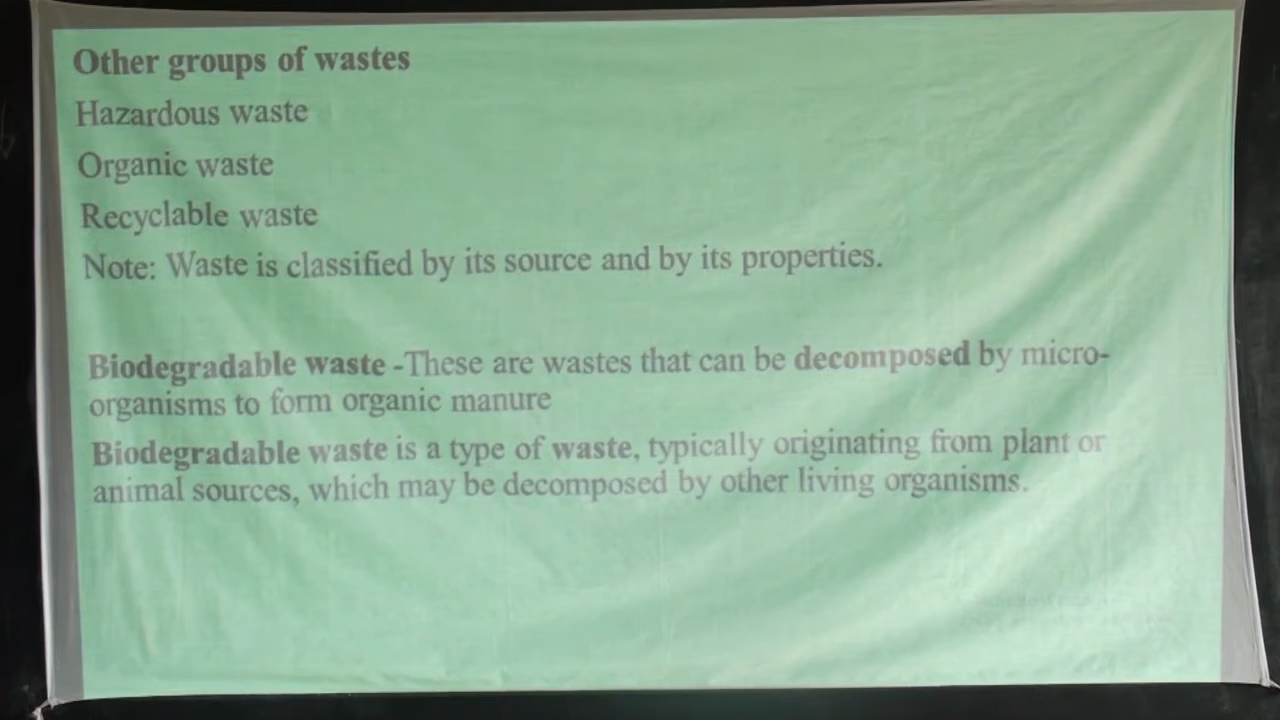 Other groups of wastes
Hazardous waste
Organic waste
Recyclable waste
Note: Waste is classified by its source and by its properties.
Biodegradable waste -These are wastes that can be decomposed by micro-
organisms to form organic manure
Biodegradable waste is a type of waste, typically originating from plant or
animal sources, which may be decomposed by other living organisms.